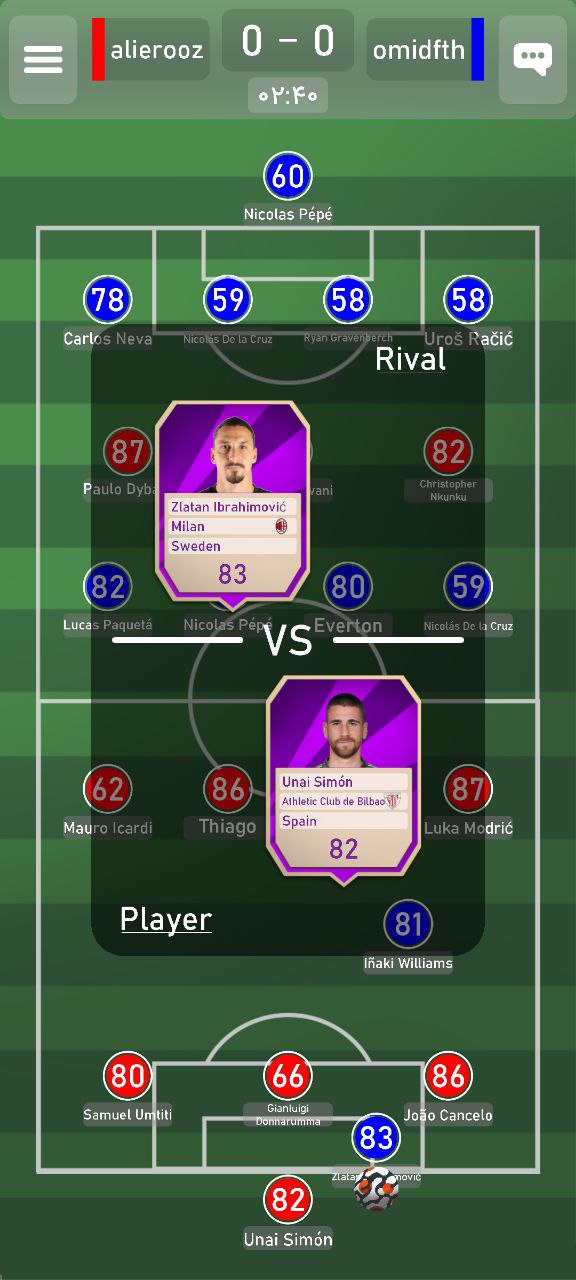 alierooz
0 - 0
omidfth
۰۲:۴۰
60
Nicolas Pépé
78
59
58
58
Carlos Neva
Nicolás De la Cruz
Ryan Gravenberch
Uroš Račić
Rival
87
82
Paulo Dyba
vani
Christopher
Nkunku
Zlatan Ibrahimović
Milan
Sweden
83
82
80
59
Lucas Paquetá
Nicolas Pépé
Everton
Nicolás De la Cruz
VS
Unai Simón
Athletic Club de Bilbao
Spain
82
62
86
87
Mauro Icardi
Thiago
Luka Modrić
Player
81
Iñaki Williams
80
66
86
Samuel Umtiti
Gianluigi
Donnarumma
João Cancelo
83
Zlata
mović
82
Unai Simón